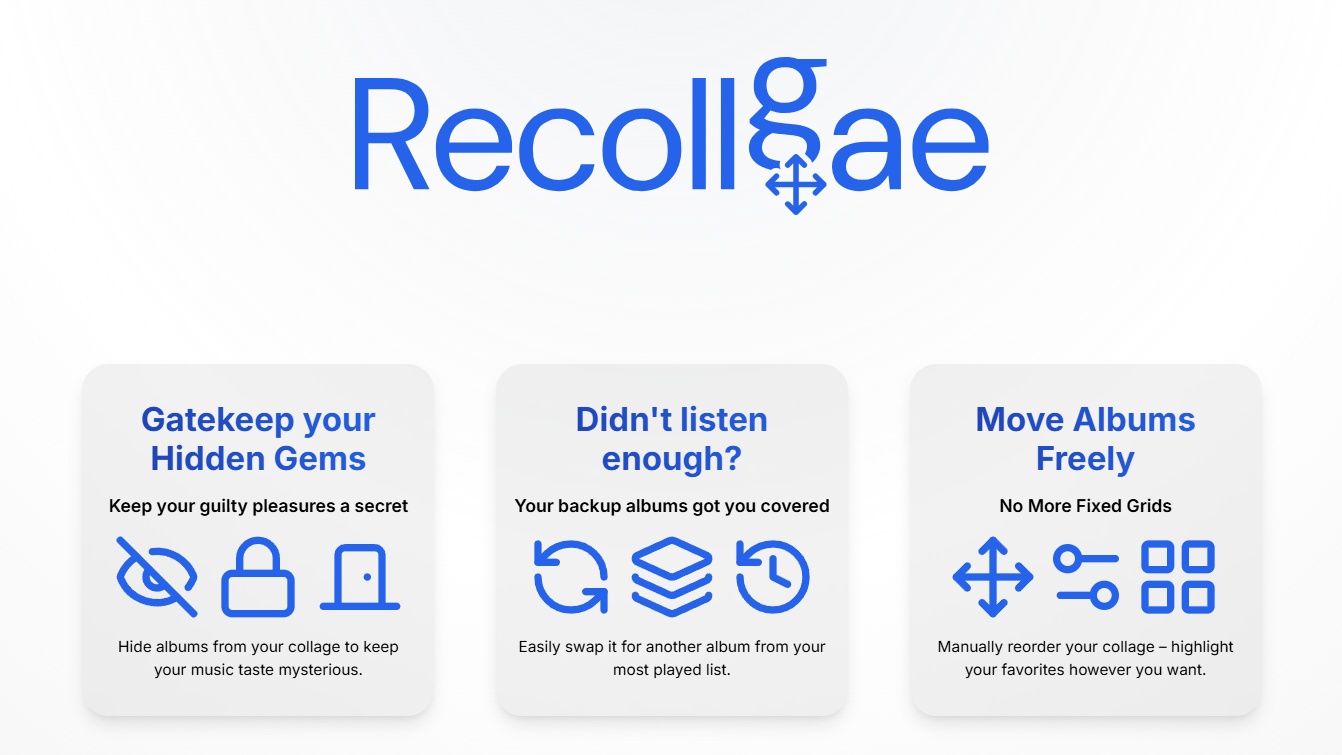 Recollgae
Gatekeep your
Hidden Gems
Keep your guilty pleasures a secret
Hide albums from your collage to keep
your music taste mysterious.
Didn't listen
enough?
Your backup albums got you covered
Easily swap it for another album from your
most played list.
Move Albums
Freely
No More Fixed Grids
Manually reorder your collage – highlight
your favorites however you want.